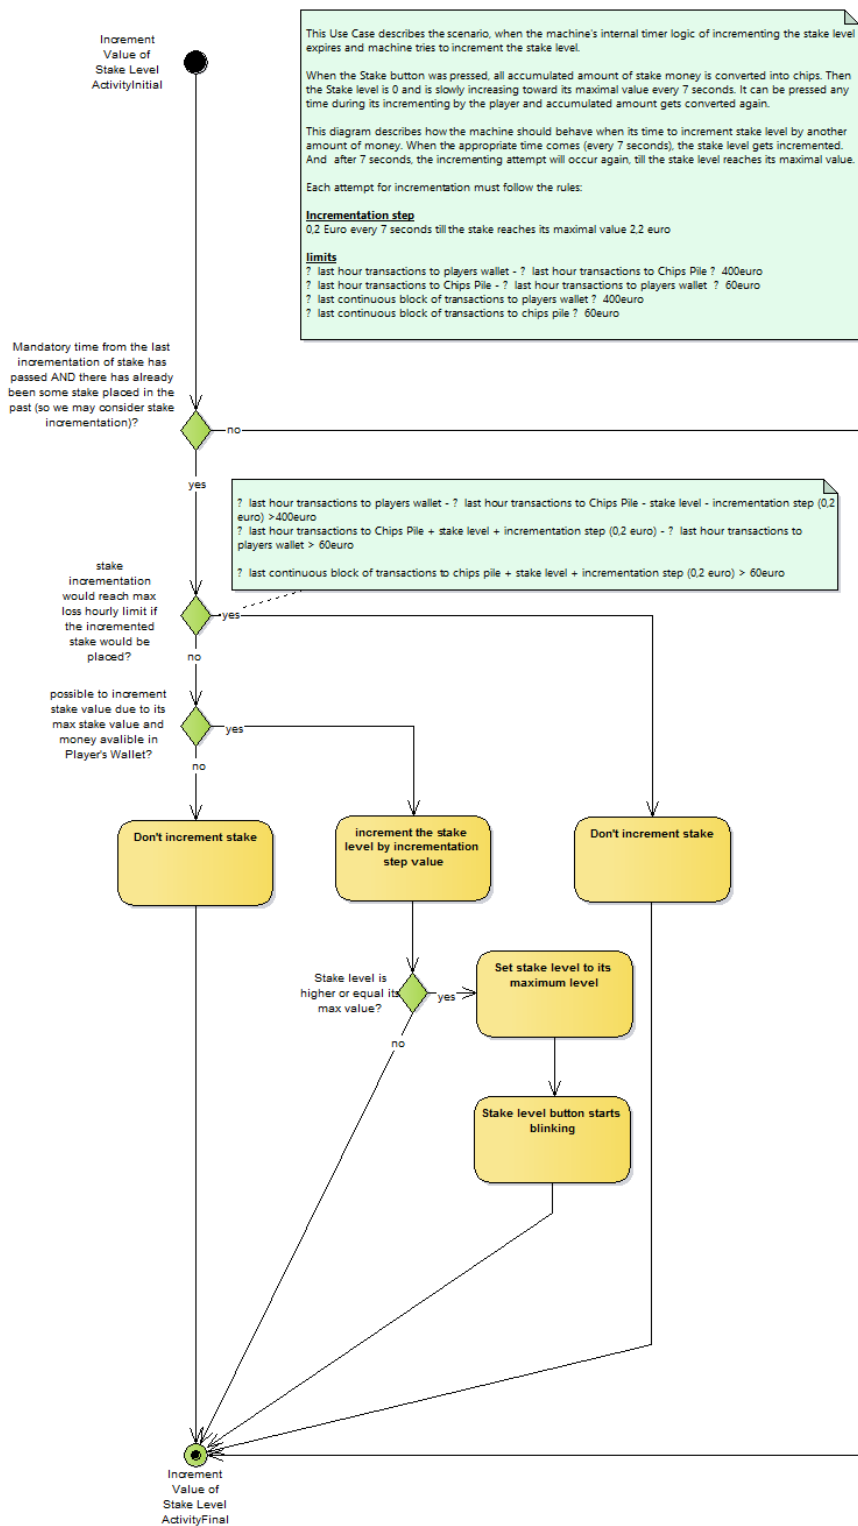 Increment
Value of
Stake Level
ActivityInitial
This Use Case describes the scenario, when the machine's internal timer logic of incrementing the stake level
expires and machine tries to increment the stake level.
When the Stake button was pressed, all accumulated amount of stake money is converted into chips. Then
the Stake level is 0 and is slowly increasing toward its maximal value every 7 seconds. It can be pressed any
time during its incrementing by the player and accumulated amount gets converted again.
This diagram describes how the machine should behave when its time to increment stake level by another
amount of money. When the appropriate time comes (every 7 seconds), the stake level gets incremented.
And after 7 seconds, the incrementing attempt will occur again, till the stake level reaches its maximal value.
Each attempt for incrementation must follow the rules:
Incrementation step
0,2 Euro every 7 seconds till the stake reaches its maximal value 2,2 euro
limits
? last hour transactions to players wallet - ? last hour transactions to Chips Pile ? 400euro
? last hour transactions to Chips Pile - ? last hour transactions to players wallet ? 60euro
? last continuous block of transactions to players wallet ? 400euro
? last continuous block of transactions to chips pile ? 60euro
Mandatory time from the last
incrementation of stake has
passed AND there has already
been some stake placed in the
past (so we may consider stake
incrementation)?
no
yes
? last hour transactions to players wallet - ? last hour transactions to Chips Pile - stake level - incrementation step (0,2
euro) >400euro
? last hour transactions to Chips Pile + stake level + incrementation step (0,2 euro) - ? last hour transactions to
players wallet > 60euro
? last continuous block of transactions to chips pile + stake level + incrementation step (0,2 euro) > 60euro
stake
incrementation
would reach max
loss hourly limit if
the incremented
stake would be
placed?
yes
no
possible to increment
stake value due to its
max stake value and
money avalible in
Player's Wallet?
yes
no
Don't increment stake
increment the stake
level by incrementation
step value
Don't increment stake
Stake level is
higher or equal its
max value?
yes
no
Set stake level to its
maximum level
Stake level button starts
blinking
Increment
Value of
Stake Level
ActivityFinal